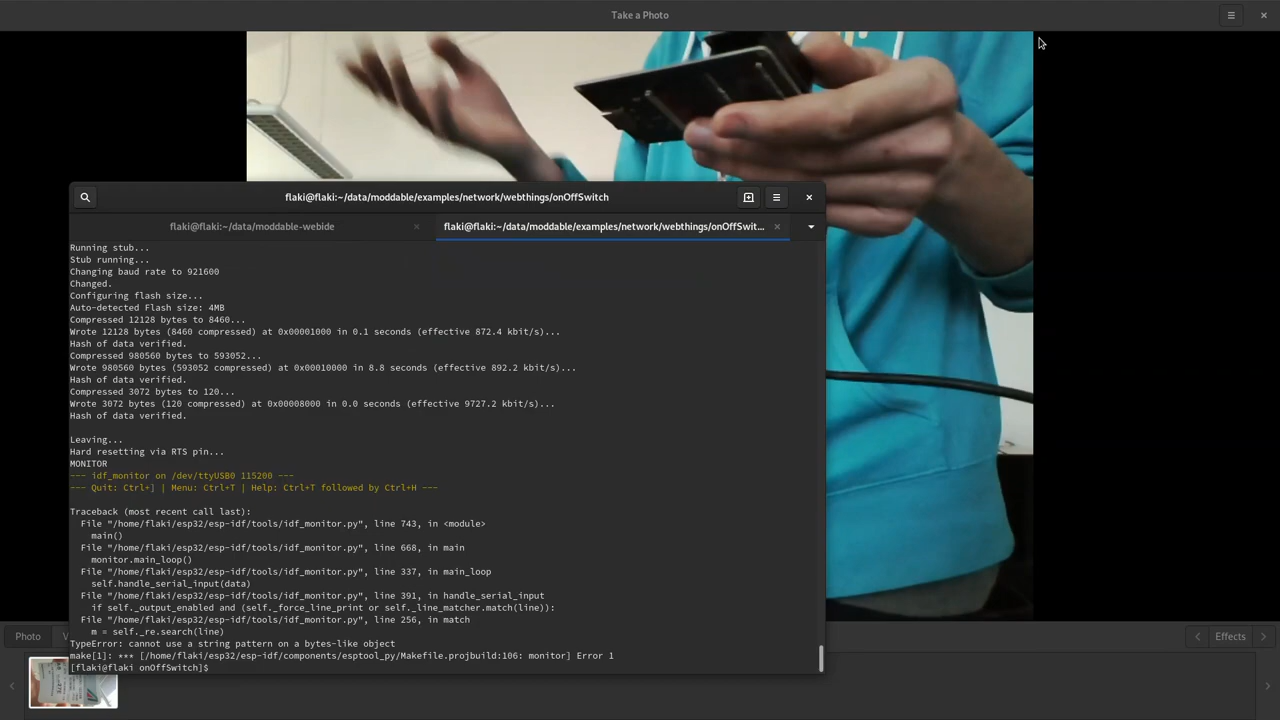 Take a Photo
flaki@flaki:~/data/moddable/examples/network/webthings/onOffSwitch
flaki@flaki:~/data/moddable-webide
flaki@flaki:~/data/moddable/examples/network/webthings/onOffSwit...
Running stub...
Stub running...
Changing baud rate to 921600
Changed.
Configuring flash size...
Auto-detected Flash size: 4MB
Compressed 12128 bytes to 8460...
Wrote 12128 bytes (8460 compressed) at 0x00001000 in 0.1 seconds (effective 872.4 kbit/s)...
Hash of data verified.
Compressed 980560 bytes to 593052...
Wrote 980560 bytes (593052 compressed) at 0x00010000 in 8.8 seconds (effective 892.2 kbit/s)...
Hash of data verified.
Compressed 3072 bytes to 120...
Wrote 3072 bytes (120 compressed) at 0x00008000 in 0.0 seconds (effective 9727.2 kbit/s)...
Hash of data verified.
Leaving...
Hard resetting via RTS pin...
MONITOR
--- idf_monitor on /dev/ttyUSB0 115200 ---
--- Quit: Ctrl+] | Menu: Ctrl+T | Help: Ctrl+T followed by Ctrl+H ---
Traceback (most recent call last):
File "/home/flaki/esp32/esp-idf/tools/idf_monitor.py", line 743, in <module>
main()
File "/home/flaki/esp32/esp-idf/tools/idf_monitor.py", line 668, in main
monitor.main_loop()
File "/home/flaki/esp32/esp-idf/tools/idf_monitor.py", line 337, in main_loop
self.handle_serial_input(data)
File "/home/flaki/esp32/esp-idf/tools/idf_monitor.py", line 391, in handle_serial_input
if self._output_enabled and (self._force_line_print or self._line_matcher.match(line)):
File "/home/flaki/esp32/esp-idf/tools/idf_monitor.py", line 256, in match
m = self._re.search(line)
TypeError: cannot use a string pattern on a bytes-like object
make[1]: *** [/home/flaki/esp32/esp-idf/components/esptool_py/Makefile.projbuild:106: monitor] Error 1
[flaki@flaki onOffSwitch]$
Photo
V
Effects